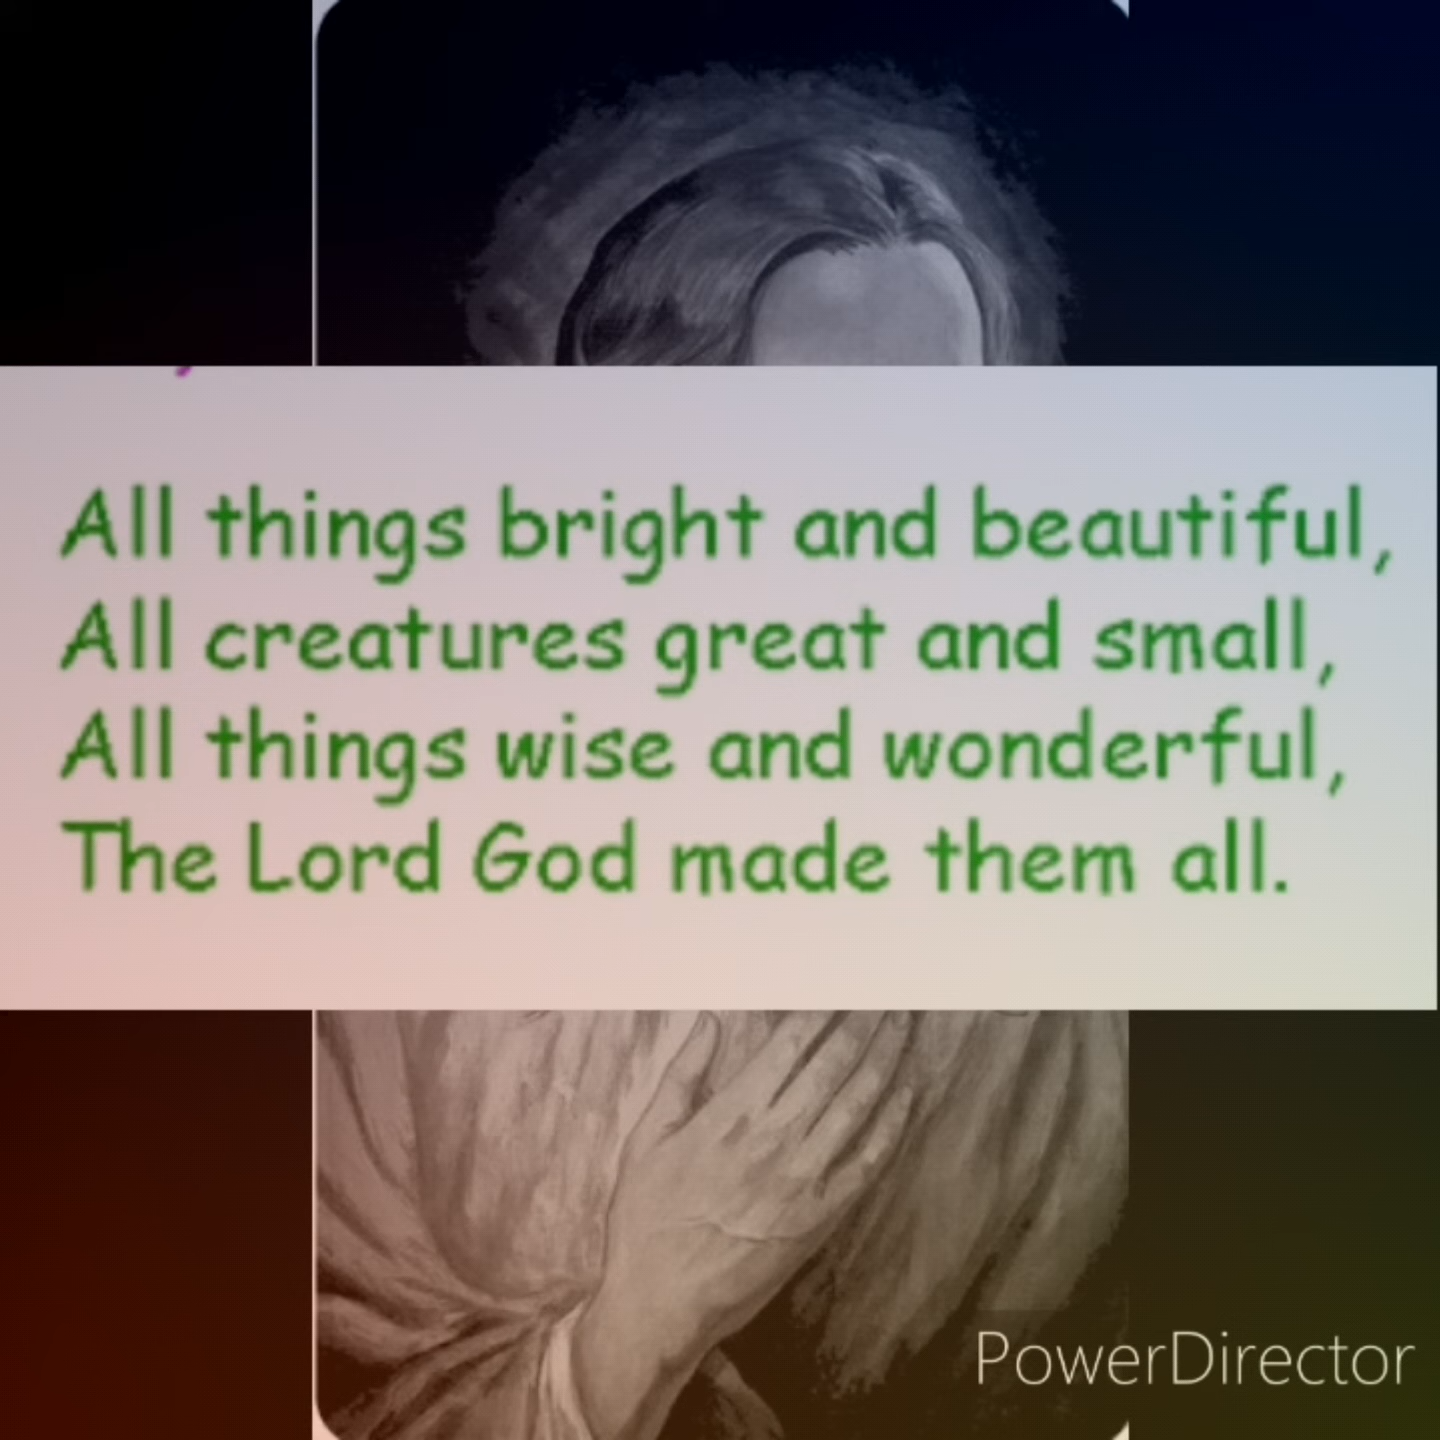 All things bright and beautiful,
All creatures great and small,
All things wise and wonderful,
The Lord God made them all.
PowerDirector